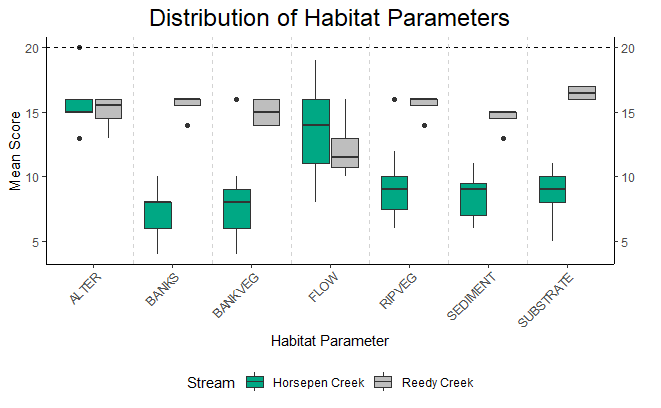 Distribution of Habitat Parameters
20
15
10
5
20
15
10
5
Mean Score
ALTER
BANKS
BANKVEG
FLOW
RIPVEG
SEDIMENT
SUBSTRATE
Habitat Parameter
Stream Horsepen Creek Reedy Creek